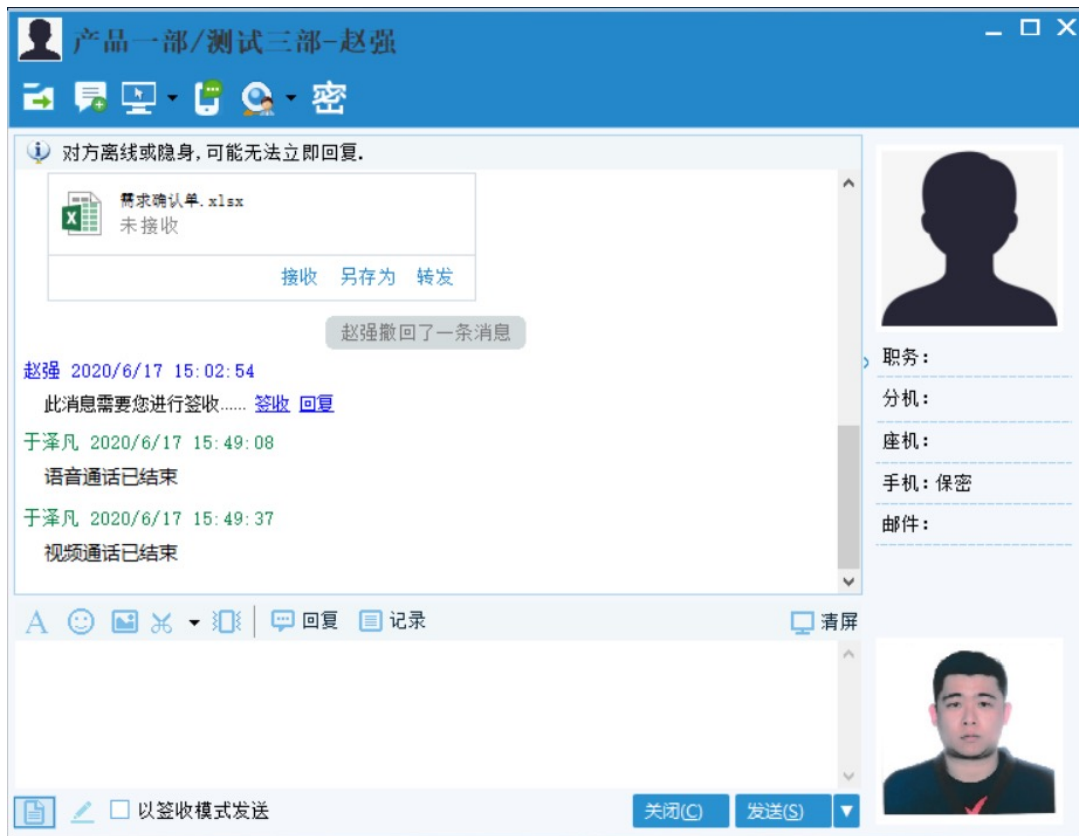 产品一部/测试三部-赵强
密
对方离线或隐身,可能无法立即回复.
需求确认单.xlsx
未接收
接收 另存为 转发
赵强撤回了一条消息
赵强 2020/6/17 15:02:54
此消息需要您进行签收...... 签收 回复
于泽凡 2020/6/17 15:49:08
语音通话已结束
于泽凡 2020/6/17 15:49:37
视频通话已结束
职务:
分机:
座机:
手机:保密
邮件:
A 回复 记录 清屏
以签收模式发送 关闭(C) 发送(S)